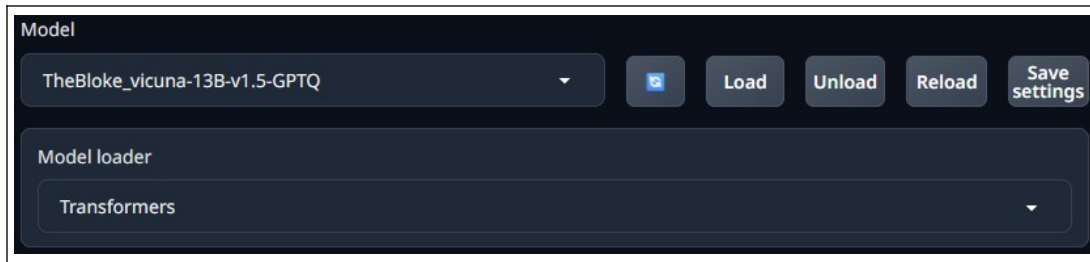 Model
TheBloke_vicuna-13B-v1.5-GPTQ
Load
Unload
Reload
Save
settings
Model loader
Transformers